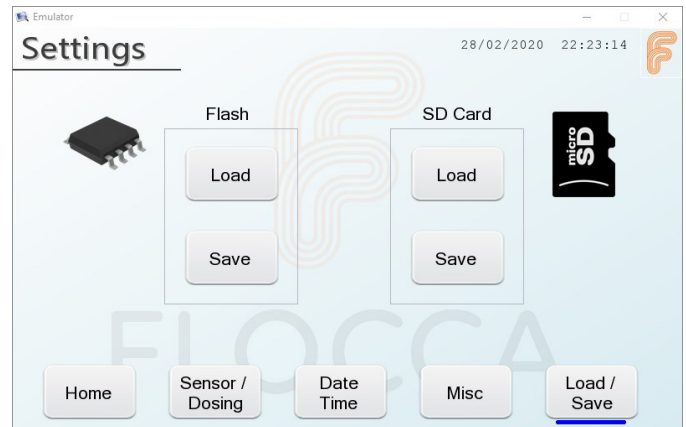 Emulator
Settings
28/02/2020 22:23:14
Flash
SD Card
Load
Load
micro
SD
Save
Save
FLOCCA
Home
Sensor /
Dosing
Date
Time
Misc
Load /
Save